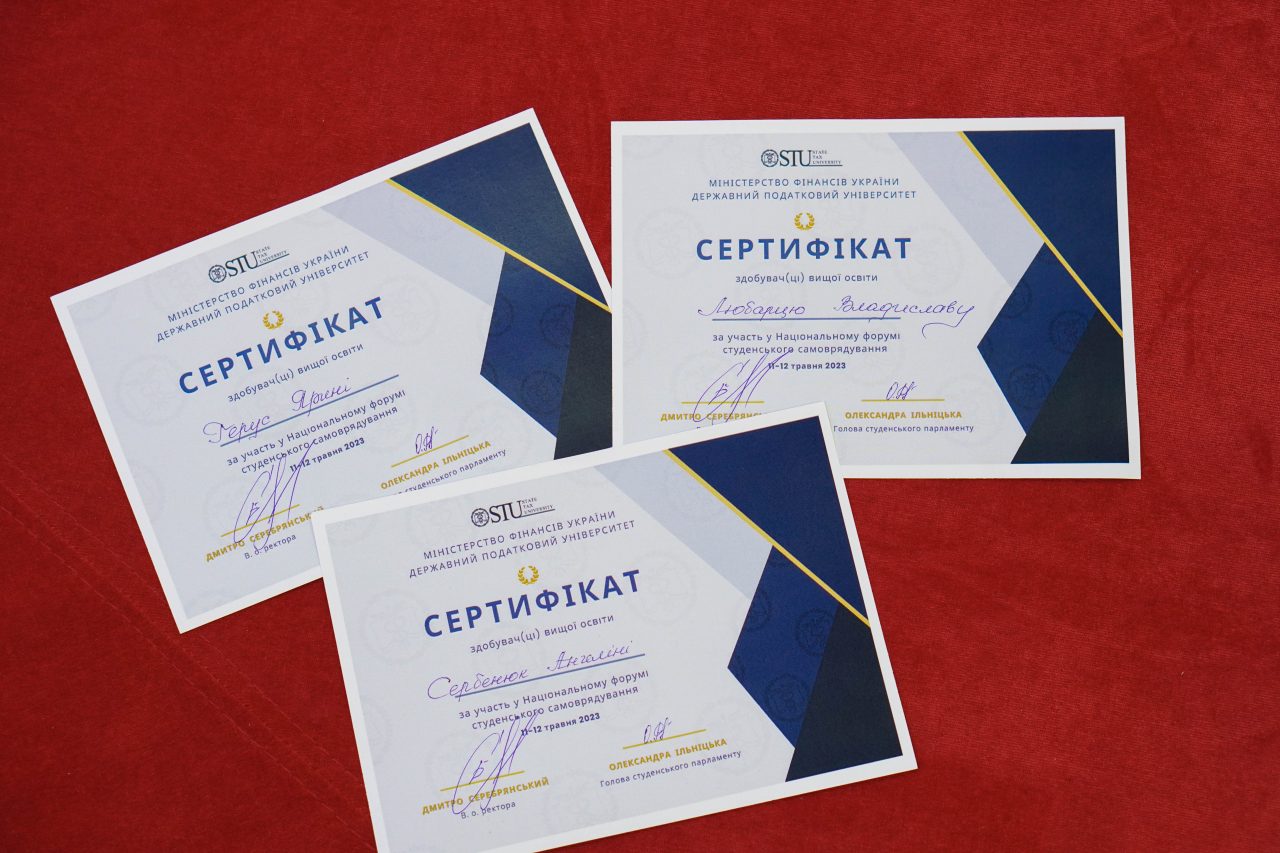 STU STATE TAX UNIVERSITY
МІНІСТЕРСТВО ФІНАНСІВ УКРАЇНИ
ДЕРЖАВНИЙ ПОДАТКОВИЙ УНІВЕРСИТЕТ
СЕРТИФІКАТ
здобувач(ці) вищої освіти
Герус Ярині
за участь у Національному форумі
студентського самоврядування
11-12 травня 2023
ДМИТРО СЕРЕБРЯНСЬКИЙ
В. о. ректора
ОЛЕКСАНДРА ІЛЬНІЦЬКА
студентського парламенту
STU STATE TAX UNIVERSITY
МІНІСТЕРСТВО ФІНАНСІВ УКРАЇНИ
ДЕРЖАВНИЙ ПОДАТКОВИЙ УНІВЕРСИТЕТ
СЕРТИФІКАТ
здобувач(ці) вищої освіти
Любарцю Владиславу
за участь у Національному форумі
студентського самоврядування
11-12 травня 2023
ДМИТРО
ОЛЕКСАНДРА ІЛЬНІЦЬКА
Голова студентського парламенту
STU STATE TAX UNIVERSITY
МІНІСТЕРСТВО ФІНАНСІВ УКРАЇНИ
ДЕРЖАВНИЙ ПОДАТКОВИЙ УНІВЕРСИТЕТ
СЕРТИФІКАТ
здобувач(ці) вищої освіти
Сербенюк Ангеліні
за участь у Національному форумі
студентського самоврядування
11-12 травня 2023
ДМИТРО СЕРЕБРЯНСЬКИЙ
В. о. ректора
ОЛЕКСАНДРА ІЛЬНІЦЬКА
Голова студентського парламенту